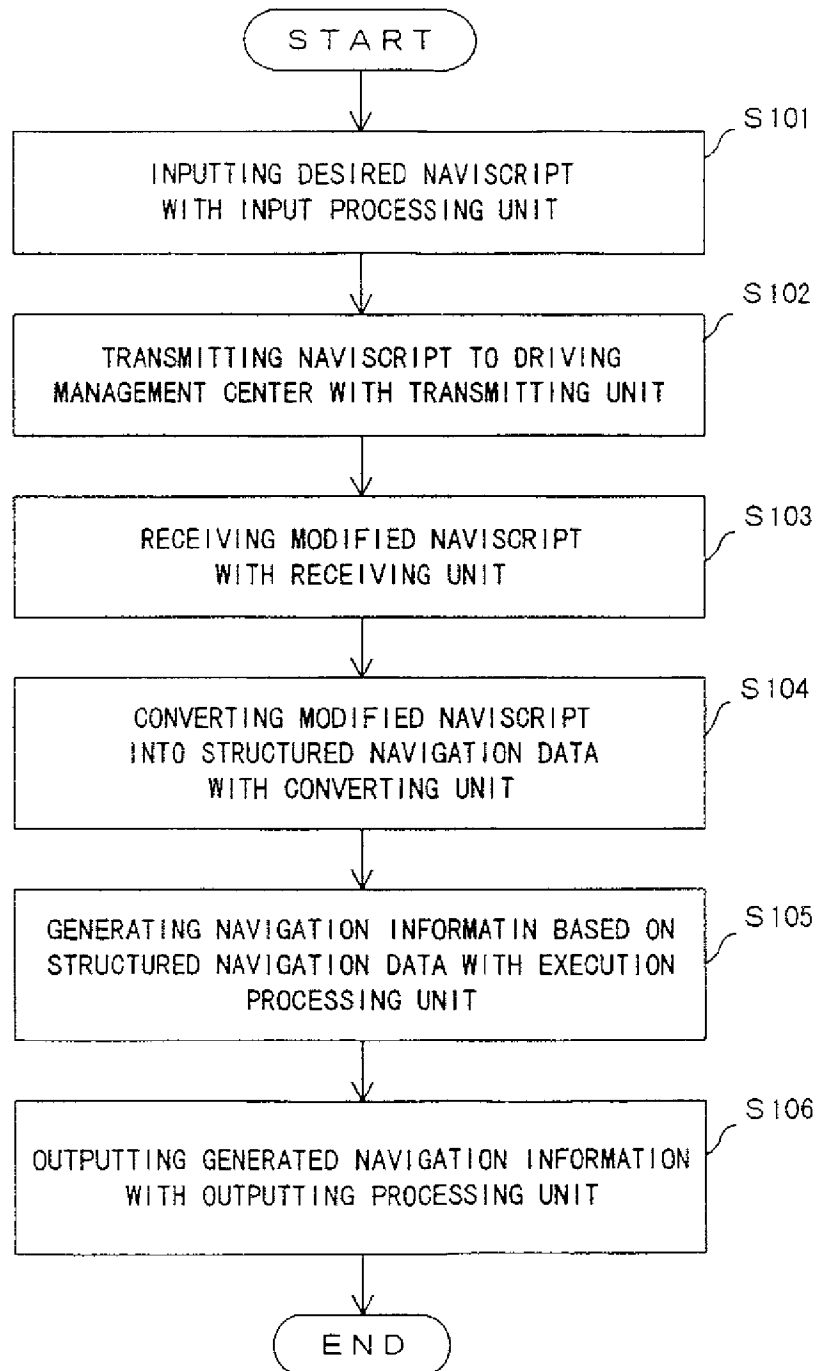 START
S101
INPUTTING DESIRED NAVISCRIPT
WITH INPUT PROCESSING UNIT
S102
TRANSMITTING NAVISCRIPT TO DRIVING
MANAGEMENT CENTER WITH TRANSMITTING UNIT
S103
RECEIVING MODIFIED NAVISCRIPT
WITH RECEIVING UNIT
S104
CONVERTING MODIFIED NAVISCRIPT
INTO STRUCTURED NAVIGATION DATA
WITH CONVERTING UNIT
S105
GENERATING NAVIGATION INFORMATIN BASED ON
STRUCTURED NAVIGATION DATA WITH EXECUTION
PROCESSING UNIT
S106
OUTPUTTING GENERATED NAVIGATION INFORMATION
WITH OUTPUTTING PROCESSING UNIT
END